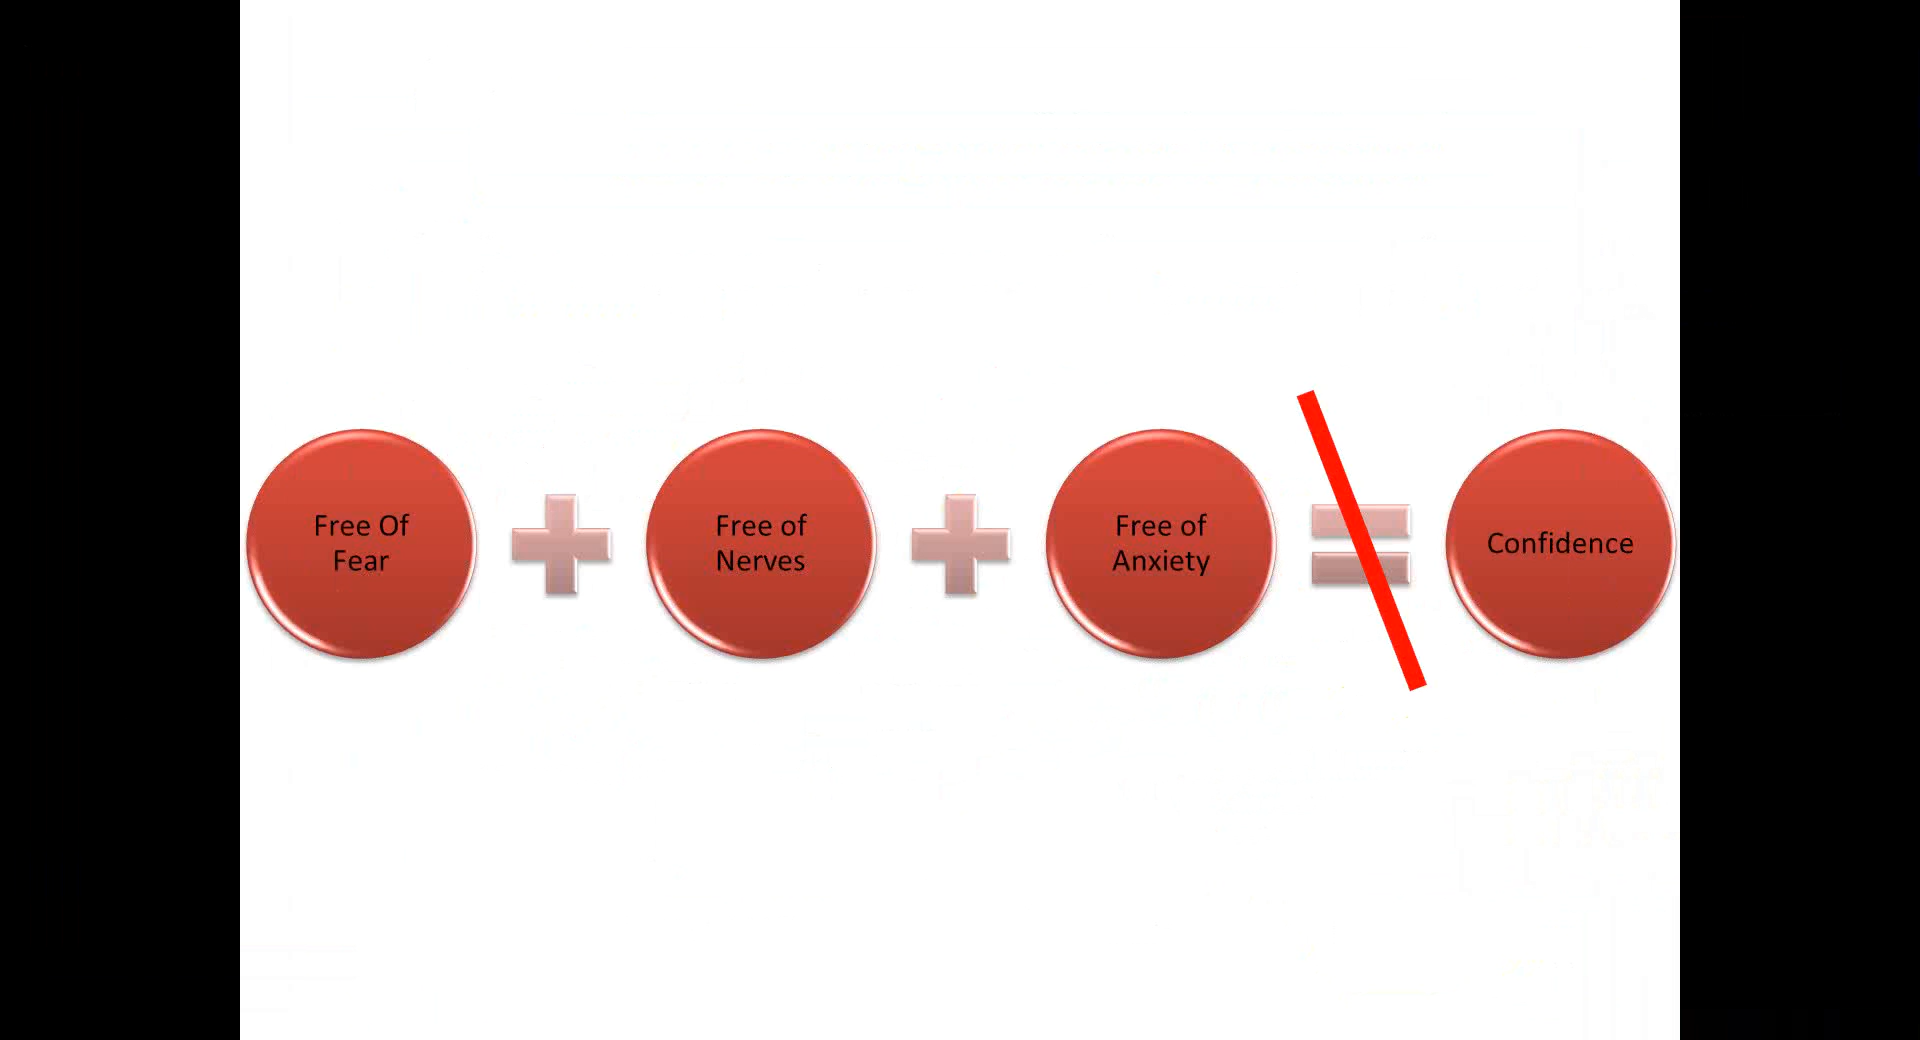 Free Of
Fear
Free of
Nerves
Free of
Anxiety
Confidence